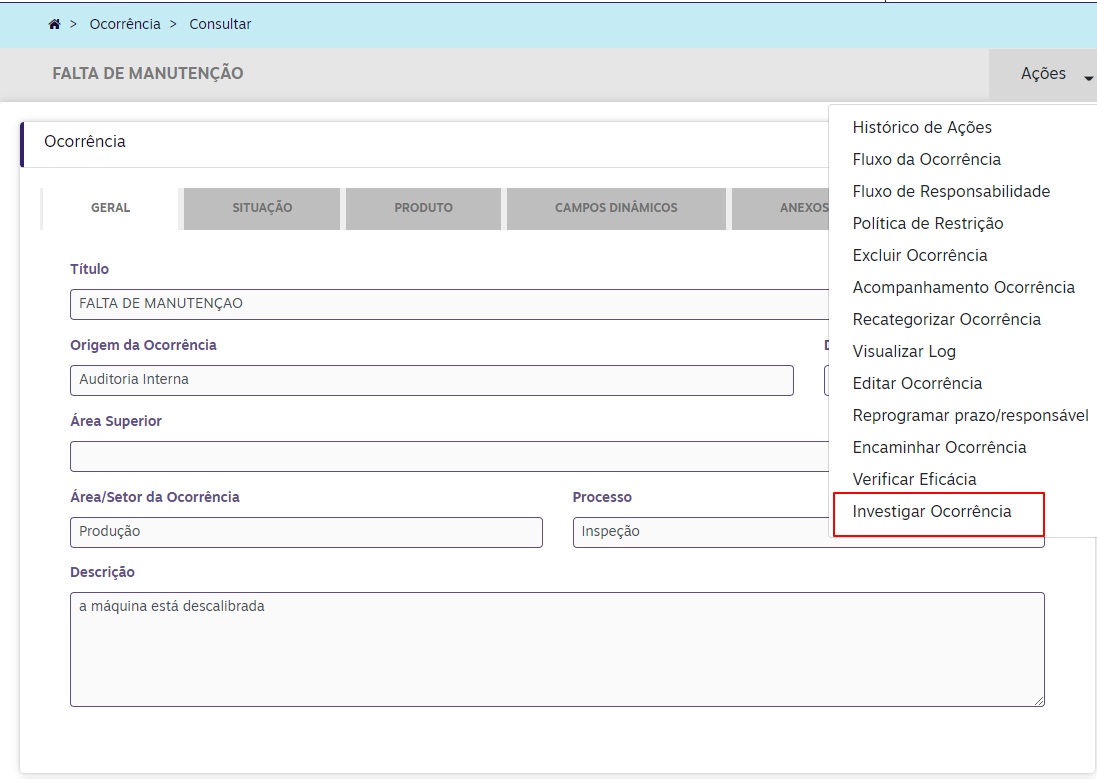 > Ocorrência > Consultar
FALTA DE MANUTENÇÃO
Ações
Histórico de Ações
Fluxo da Ocorrência
Fluxo de Responsabilidade
Política de Restrição
Excluir Ocorrência
Acompanhamento Ocorrência
Recategorizar Ocorrência
Visualizar Log
Editar Ocorrência
Reprogramar prazo/responsável
Encaminhar Ocorrência
Verificar Eficácia
Investigar Ocorrência
Ocorrência
GERAL SITUAÇÃO PRODUTO CAMPOS DINÂMICOS ANEXOS
Título
FALTA DE MANUTENÇAO
Origem da Ocorrência
Auditoria Interna
Área Superior
Área/Setor da Ocorrência Processo
Produção Inspeção
Descrição
a máquina está descalibrada